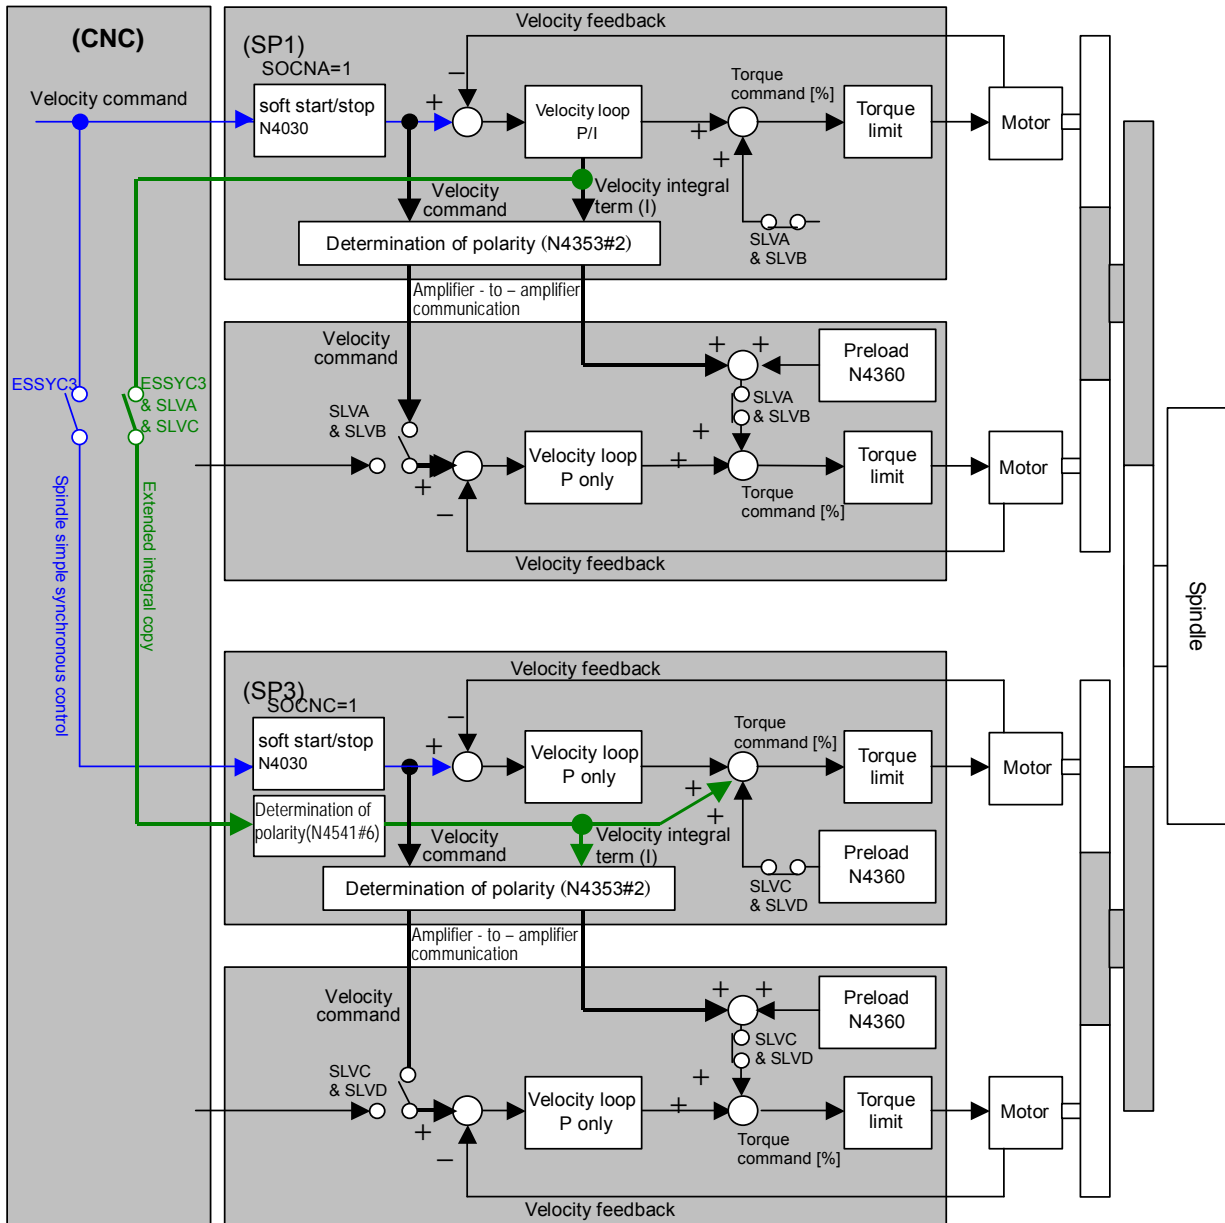 (CNC)
Velocity command
ESSYC3
ESSYC3
& SLVA
& SLVC
Spindle simple synchronous control
Extended integral copy
Velocity feedback
(SP1)
SOCNA=1
soft start/stop
N4030
+
−
Velocity loop
P/I
Torque
command [%]
+
+
Torque
limit
Motor
Velocity
command
Velocity integral
term (I)
SLVA
& SLVB
Determination of polarity (N4353#2)
Amplifier - to – amplifier
communication
Velocity
command
+
+
Preload
N4360
SLVA
& SLVB
SLVA
& SLVB
+
−
Velocity loop
P only
+
+
Torque
command [%]
Torque
limit
Motor
Velocity feedback
Spindle
Velocity feedback
(SP3)
SOCNC=1
soft start/stop
N4030
+
−
Velocity loop
P only
Torque
command [%]
+
+
Torque
limit
Motor
Determination of
polarity(N4541#6)
Velocity
command
Velocity integral
term (I)
SLVC
& SLVD
Preload
N4360
Determination of polarity (N4353#2)
Amplifier - to – amplifier
communication
Velocity
command
+
+
Preload
N4360
SLVC
& SLVD
SLVC
& SLVD
+
−
Velocity loop
P only
+
+
Torque
command [%]
Torque
limit
Motor
Velocity feedback